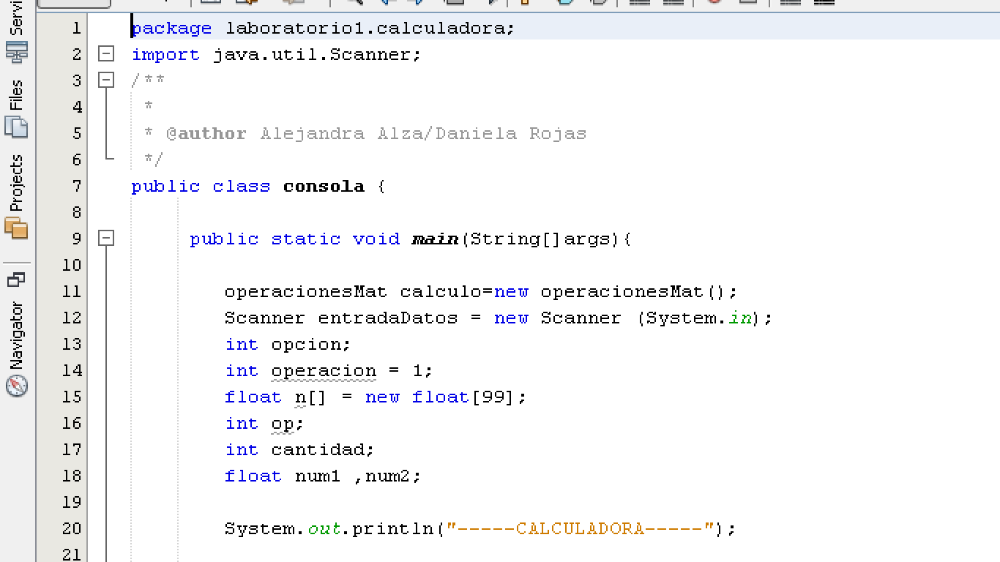 Servi
Files
Projects
Navigator
1 package laboratorio1.calculadora;
2 import java.util.Scanner;
3 /**
4  *
5  * @author Alejandra Alza/Daniela Rojas
6  */
7 public class consola {
8
9     public static void main(String[]args){
10
11        operacionesMat calculo=new operacionesMat();
12        Scanner entradaDatos = new Scanner (System.in);
13        int opcion;
14        int operacion = 1;
15        float n[] = new float[99];
16        int op;
17        int cantidad;
18        float num1 ,num2;
19
20        System.out.println("-----CALCULADORA-----");
21